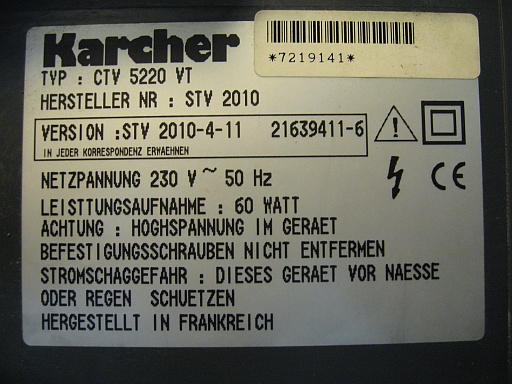 Karcher
*7219141*
TYP : CTV 5220 VT
HERSTELLER NR : STV 2010
VERSION :STV 2010-4-11 21639411-6
IN JEDER KORRESPONDENZ ERWAEHNEN
NETZPANNUNG 230 V ~ 50 Hz
LEISTTUNGSAUFNAHME : 60 WATT
ACHTUNG : HOGHSPANNUNG IM GERAET
BEFESTIGUNGSSCHRAUBEN NICHT ENTFERMEN
STROMSCHAGGEFAHR : DIESES GERAET VOR NAESSE
ODER REGEN SCHUETZEN
HERGESTELLT IN FRANKREICH
CE